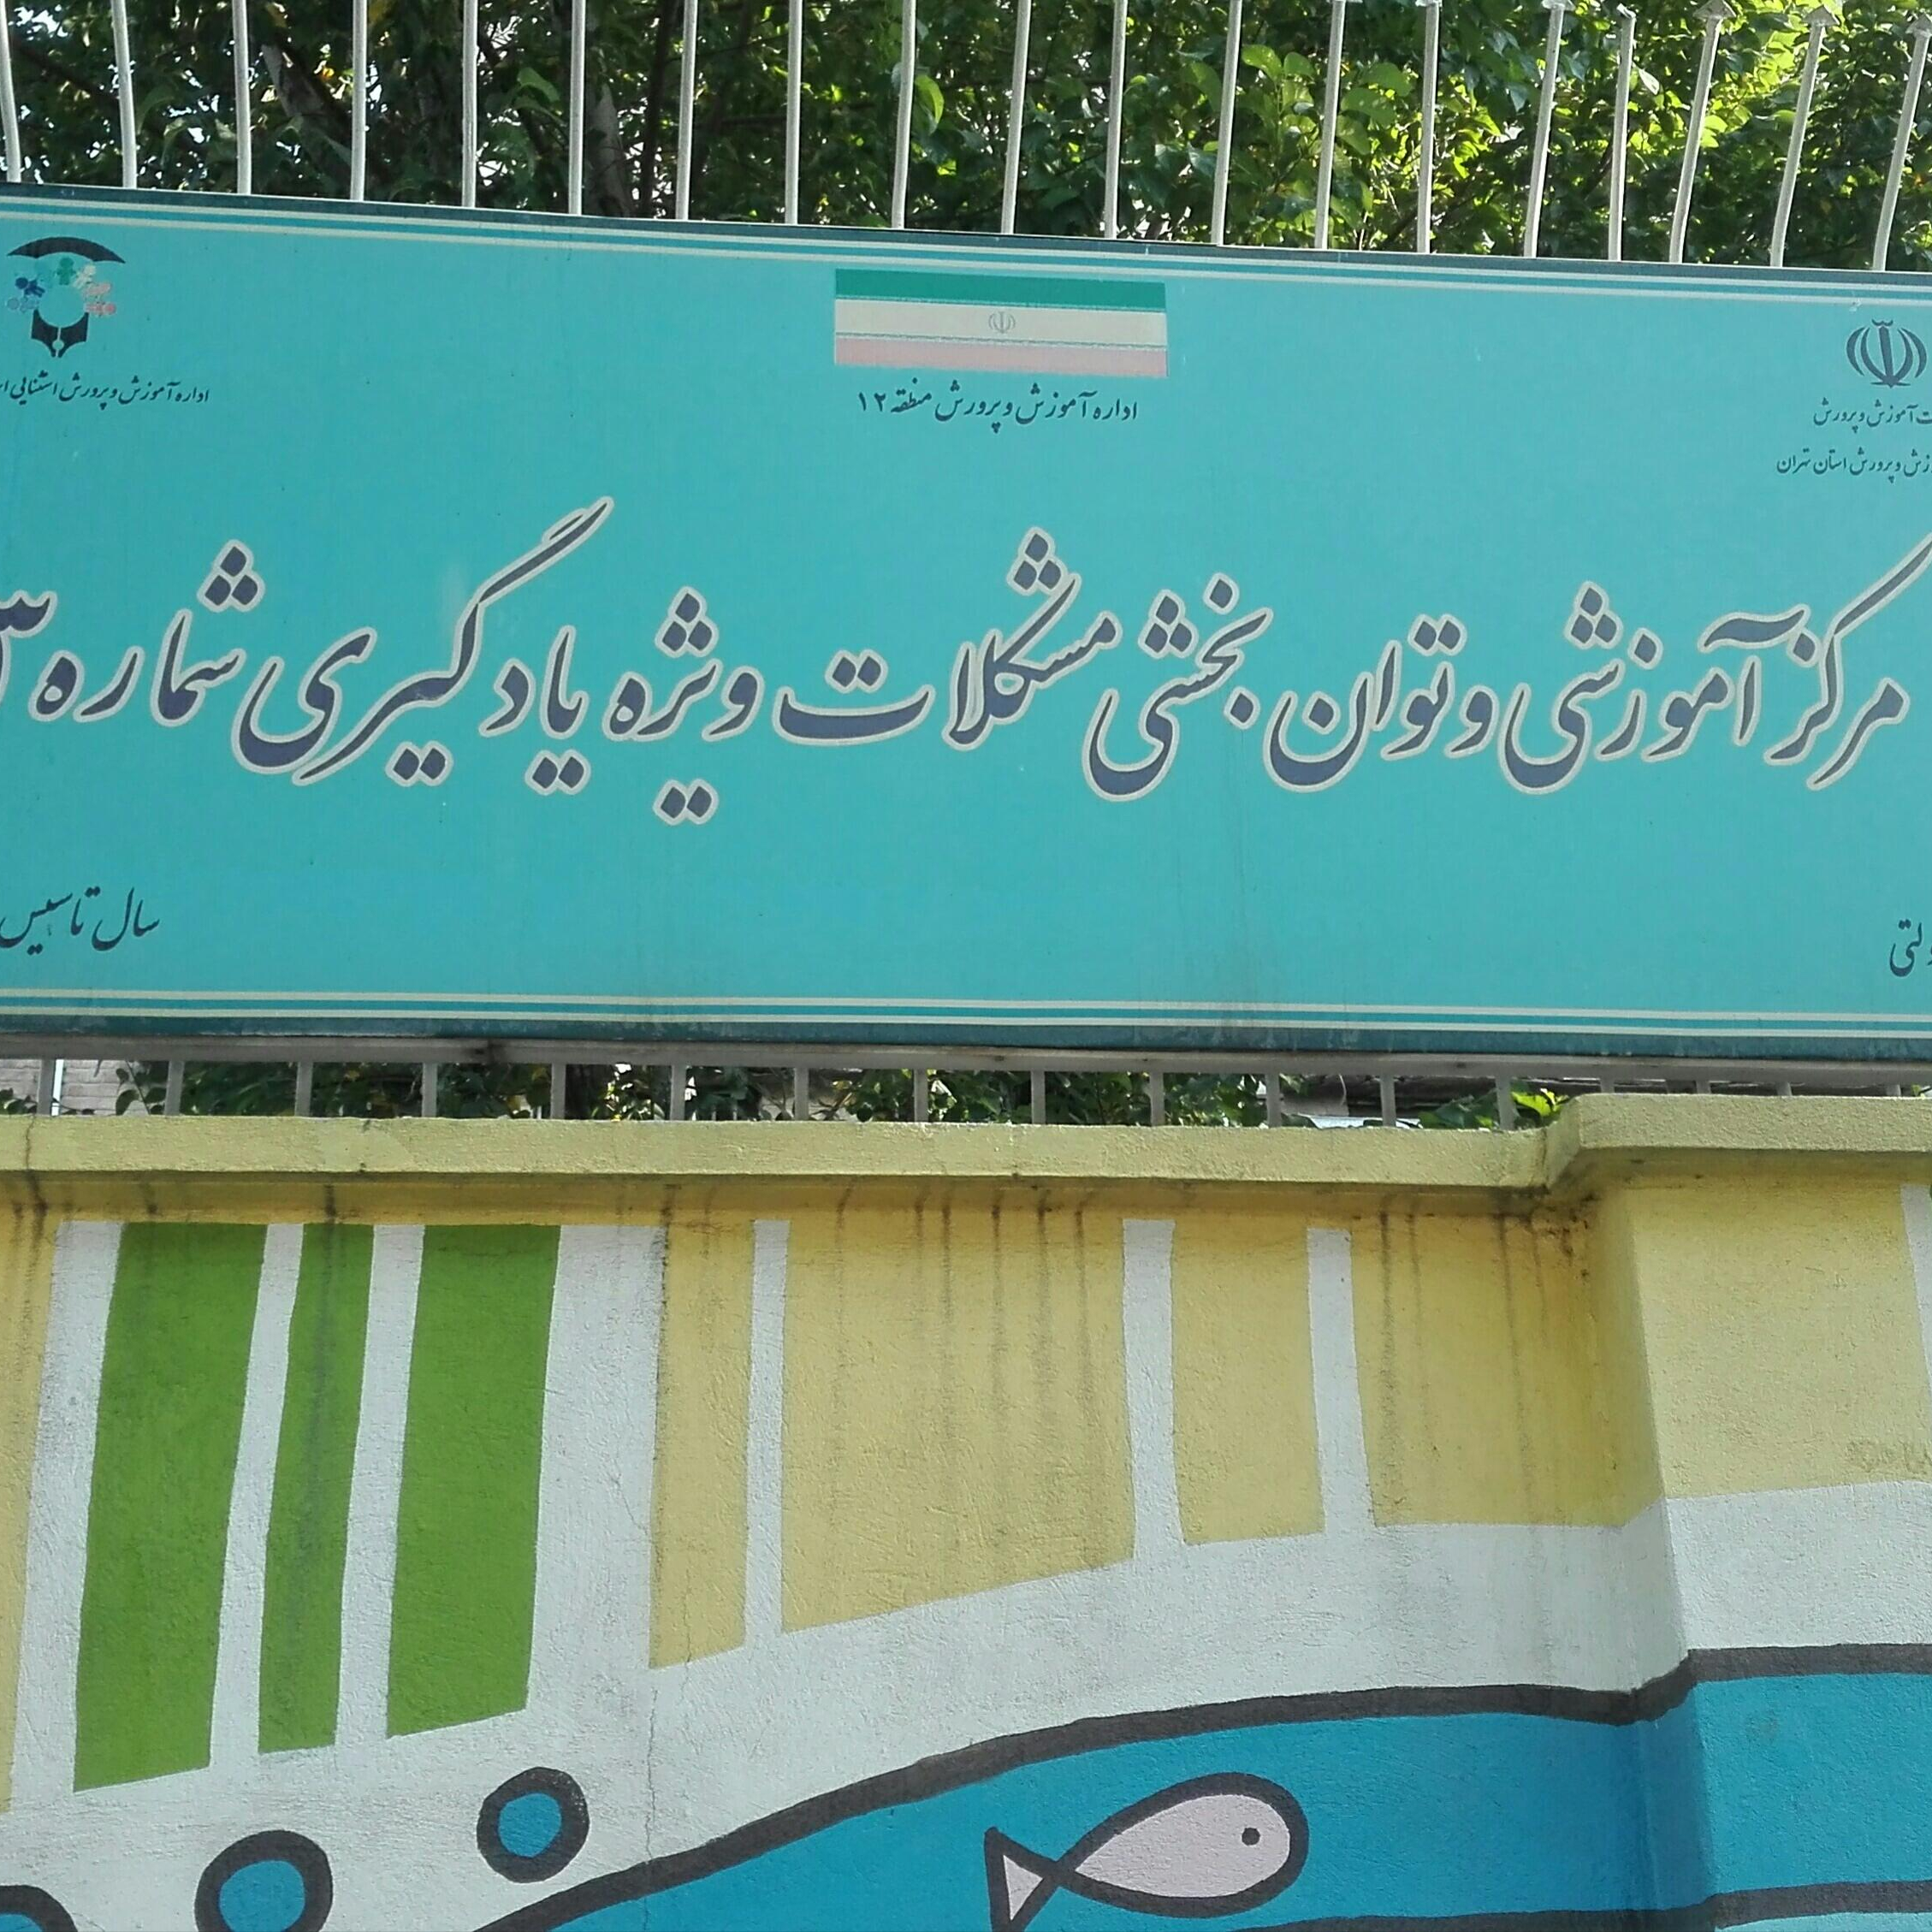 آموزش و پرورش
آموزش و پرورش استان تهران
اداره آموزش و پرورش منطقه ۱۲
اداره آموزش و پرورش استثنایی
مرکز آموزشی و توان بخشی مشکلات ویژه یادگیری شماره
سال تاسیس